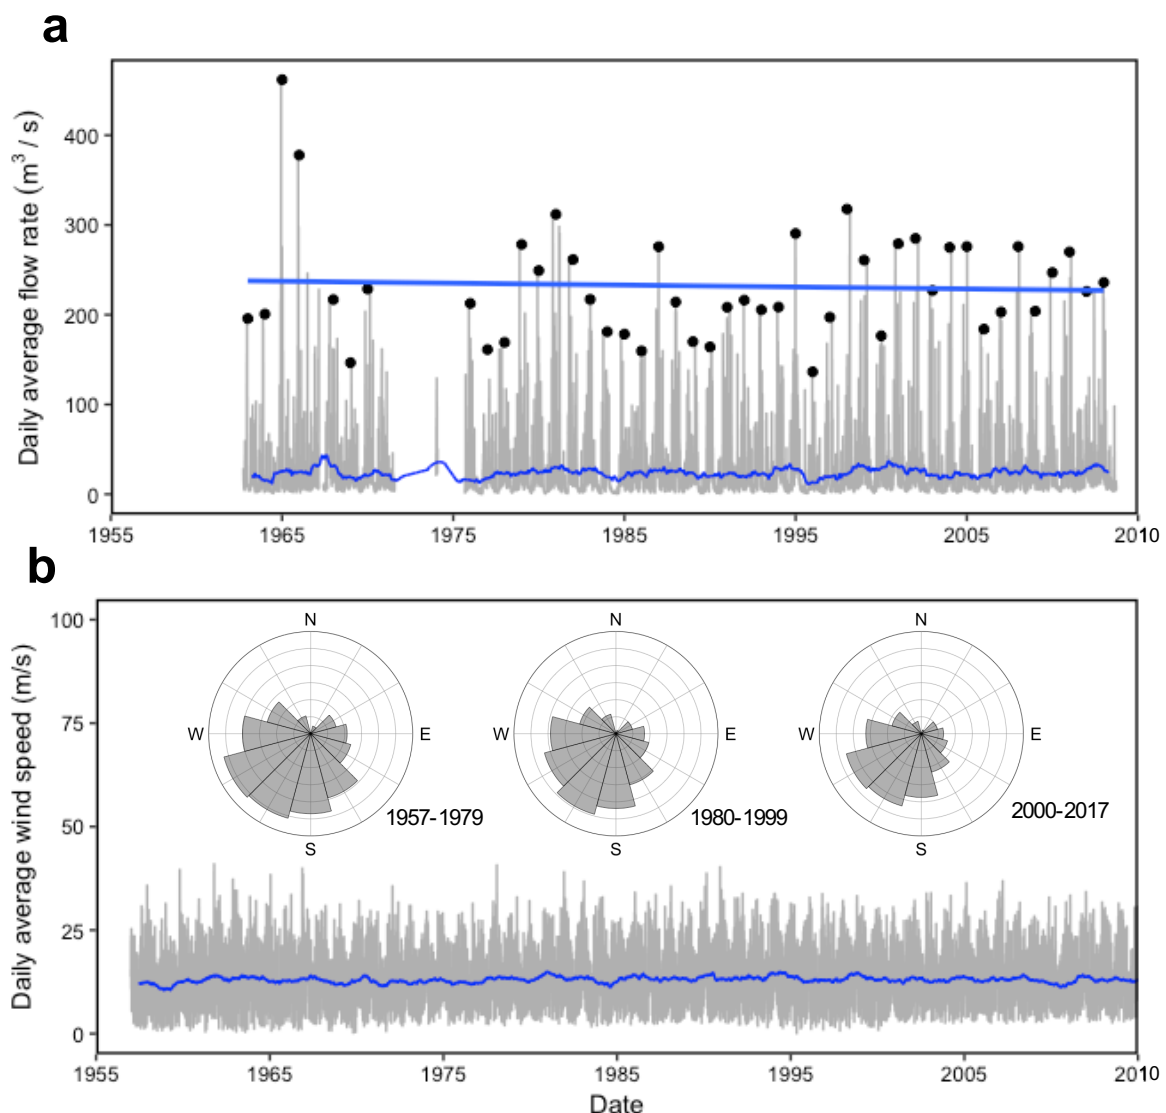 a
Daily average flow rate (m³ / s)
400
300
200
100
0
1955 1965 1975 1985 1995 2005 2010
b
Daily average wind speed (m/s)
100
75
50
25
0
N N N
W E W E W E
S S S
1957-1979 1980-1999 2000-2017
1955 1965 1975 1985 1995 2005 2010
Date